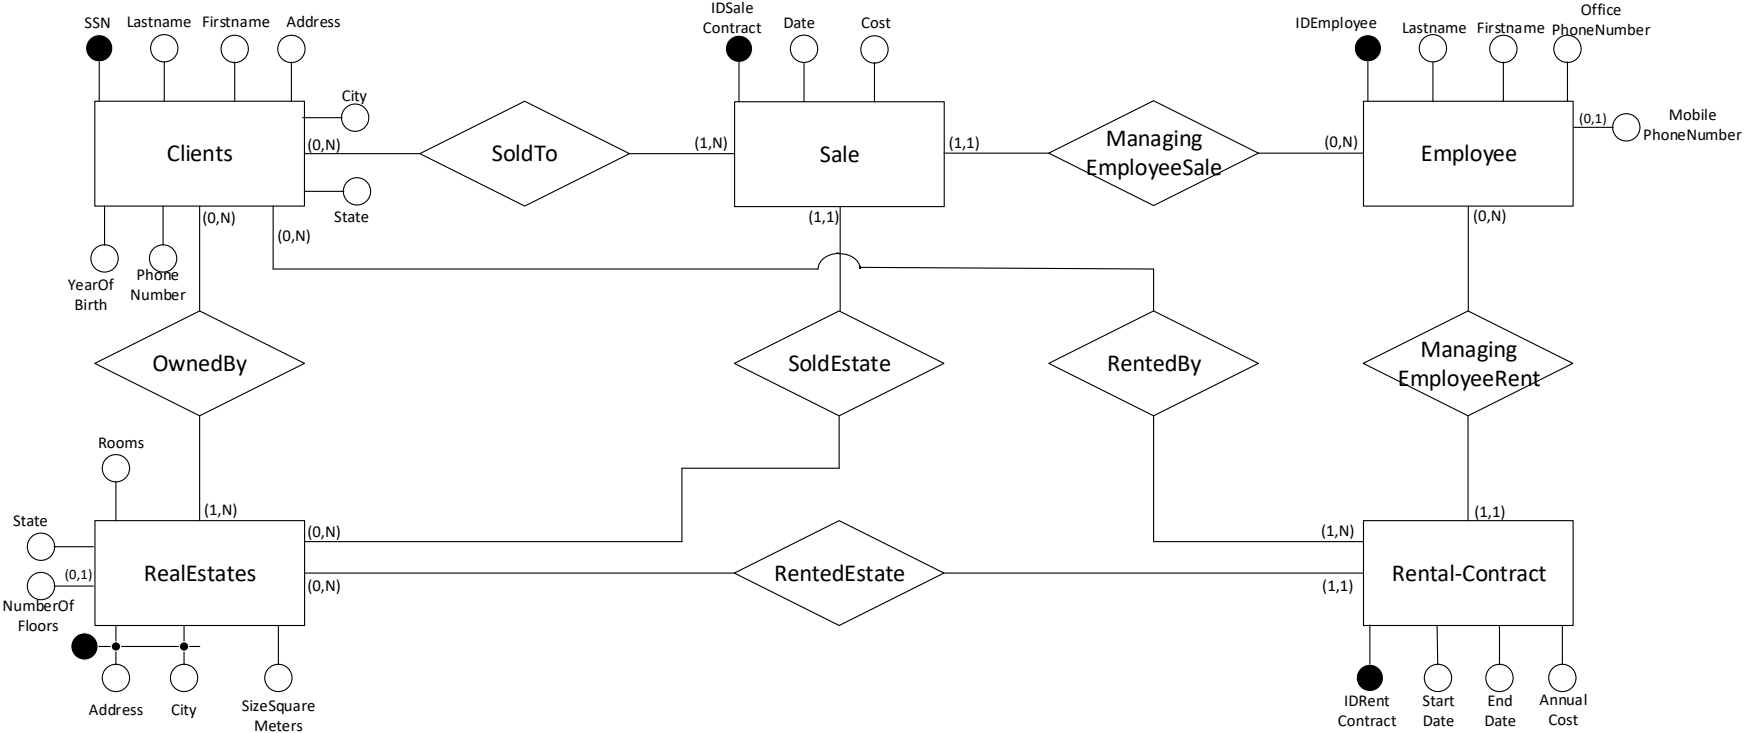 SSN
Lastname
Firstname
Address
IDSale
Contract
Date
Cost
IDEmployee
Lastname
Firstname
Office
PhoneNumber
City
(0,1)
Mobile
PhoneNumber
Clients
(0,N)
SoldTo
(1,N)
Sale
(1,1)
Managing
EmployeeSale
(0,N)
Employee
State
(0,N)
(0,N)
(1,1)
(0,N)
YearOf
Birth
Phone
Number
OwnedBy
SoldEstate
RentedBy
Managing
EmployeeRent
Rooms
(1,N)
(1,1)
State
(0,N)
(1,N)
(0,1)
NumberOf
Floors
RealEstates
(0,N)
RentedEstate
(1,1)
Rental-Contract
Address
City
SizeSquare
Meters
IDRent
Contract
Start
Date
End
Date
Annual
Cost